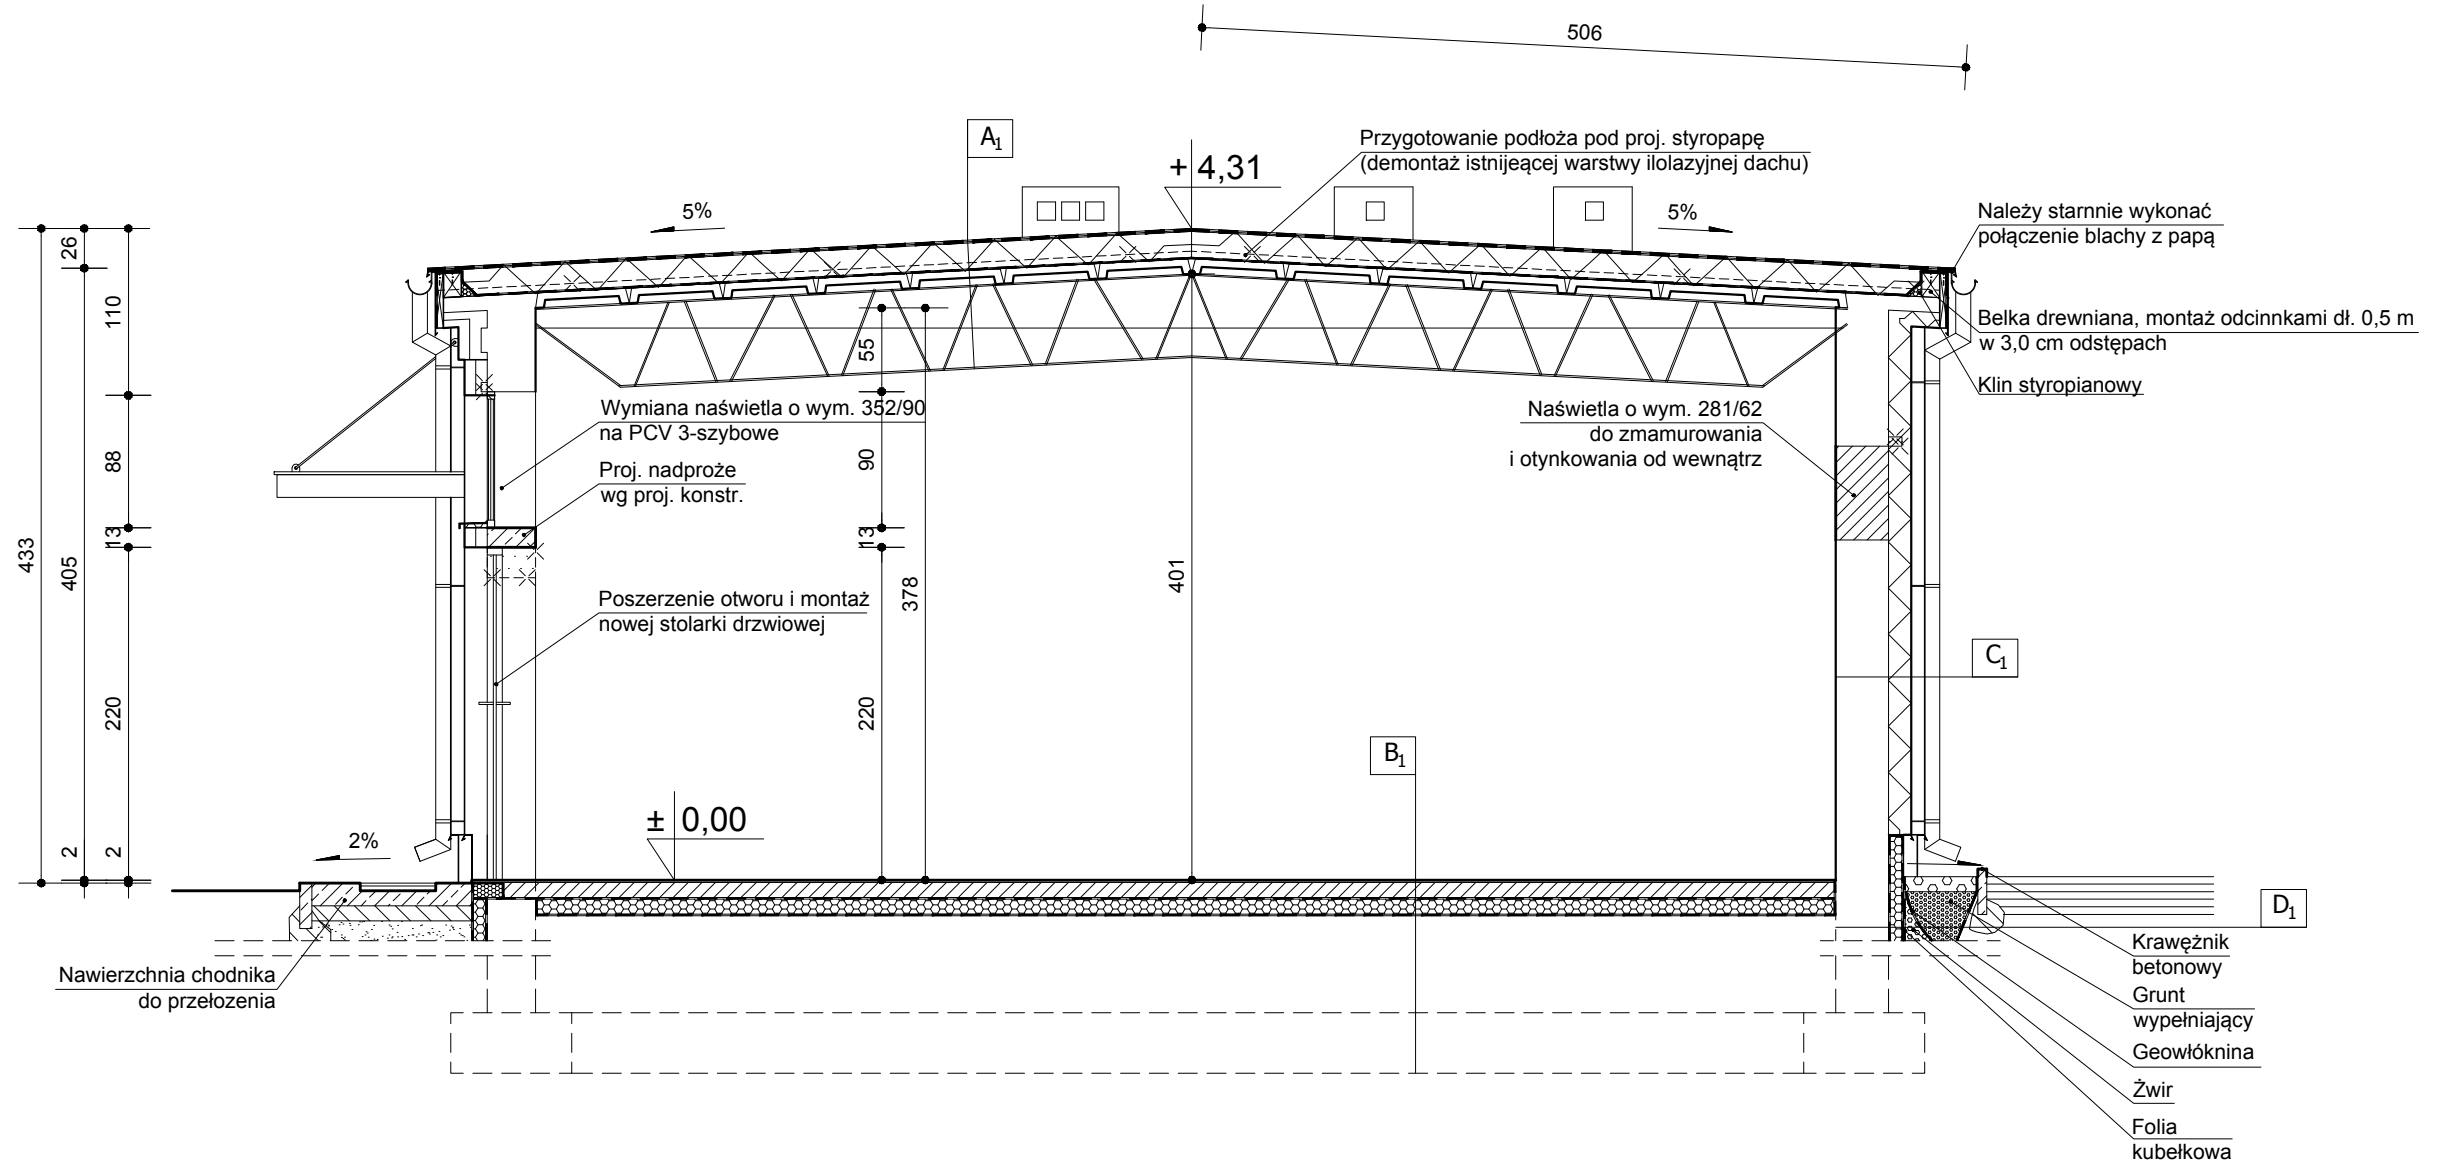 506
A1
+ 4,31
Przygotowanie podłoża pod proj. styropapę
(demontaż istnijeącej warstwy ilolazyjnej dachu)
5%
5%
Należy starnnie wykonać
połączenie blachy z papą
Belka drewniana, montaż odcinnkami dł. 0,5 m
w 3,0 cm odstępach
Klin styropianowy
26
110
88
13
433
405
220
2
2
55
90
13
378
220
401
Wymiana naświetla o wym. 352/90
na PCV 3-szybowe
Proj. nadproże
wg proj. konstr.
Naświetla o wym. 281/62
do zmamurowania
i otynkowania od wewnątrz
Poszerzenie otworu i montaż
nowej stolarki drzwiowej
C1
B1
± 0,00
2%
D1
Nawierzchnia chodnika
do przełozenia
Krawężnik
betonowy
Grunt
wypełniający
Geowłóknina
Żwir
Folia
kubełkowa